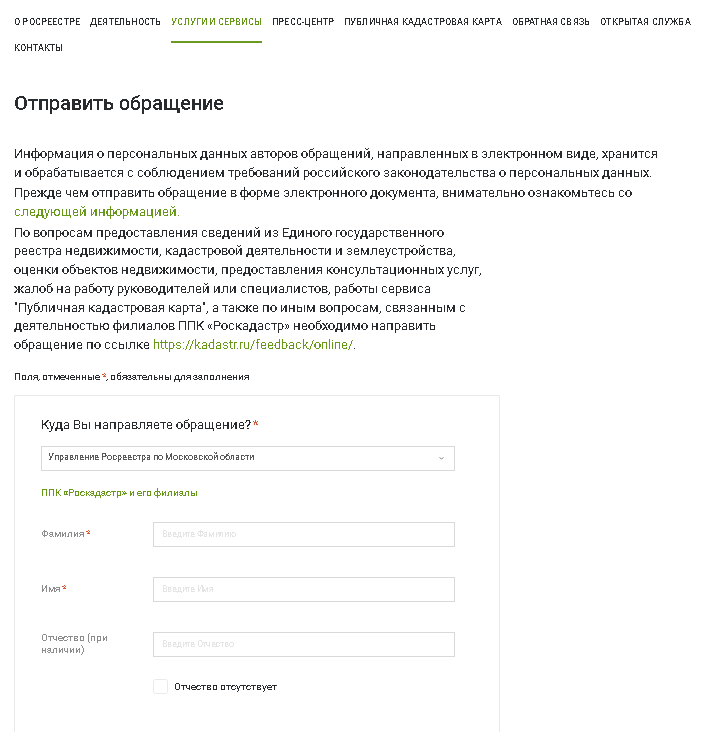 О РОСРЕЕСТРЕ ДЕЯТЕЛЬНОСТЬ УСЛУГИ И СЕРВИСЫ ПРЕСС-ЦЕНТР ПУБЛИЧНАЯ КАДАСТРОВАЯ КАРТА ОБРАТНАЯ СВЯЗЬ ОТКРЫТАЯ СЛУЖБА
КОНТАКТЫ
Отправить обращение
Информация о персональных данных авторов обращений, направленных в электронном виде, хранится
и обрабатывается с соблюдением требований российского законодательства о персональных данных.
Прежде чем отправить обращение в форме электронного документа, внимательно ознакомьтесь со
следующей информацией.
По вопросам предоставления сведений из Единого государственного
реестра недвижимости, кадастровой деятельности и землеустройства,
оценки объектов недвижимости, предоставления консультационных услуг,
жалоб на работу руководителей или специалистов, работы сервиса
"Публичная кадастровая карта", а также по иным вопросам, связанным с
деятельностью филиалов ППК «Роскадастр» необходимо направить
обращение по ссылке https://kadastr.ru/feedback/online/.
Поля, отмеченные *, обязательны для заполнения
Куда Вы направляете обращение? *
Управление Росреестра по Московской области
ППК «Роскадастр» и его филиалы
Фамилия * Введите Фамилию
Имя * Введите Имя
Отчество (при
наличии) Введите Отчество
Отчество отсутствует